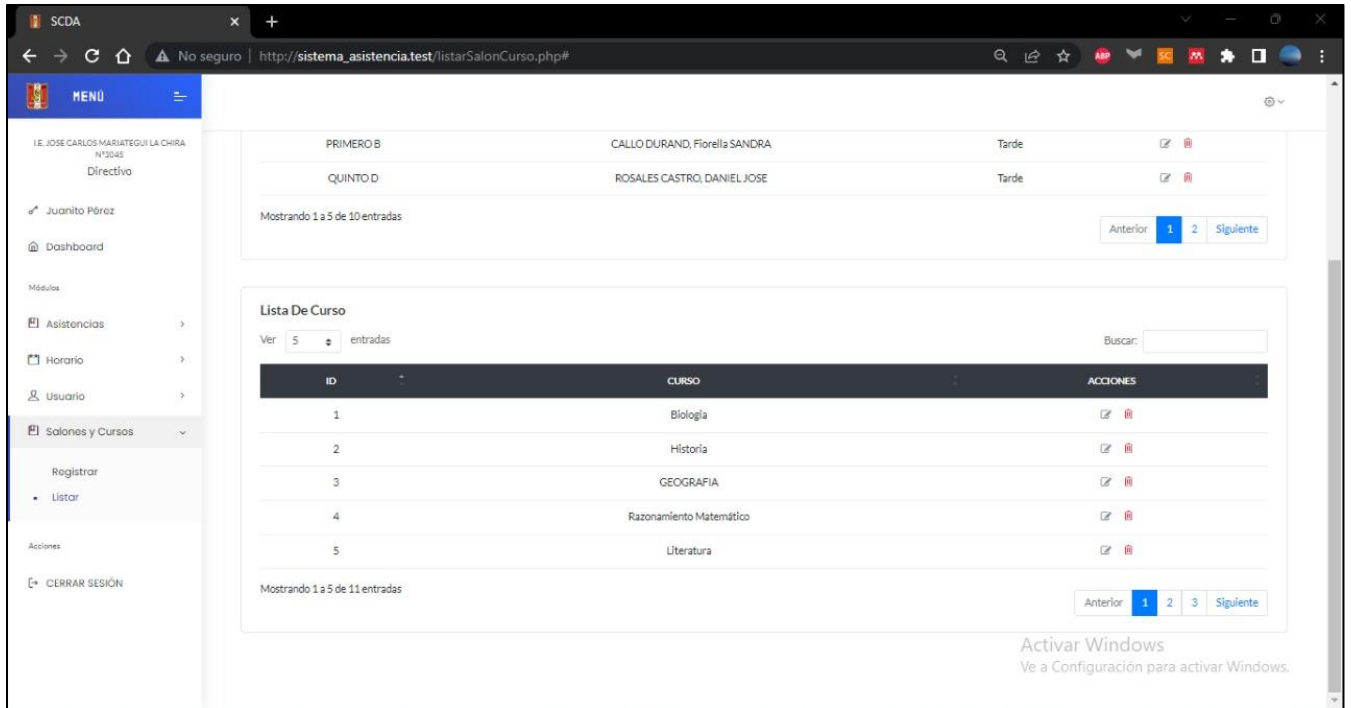 SCDA
No seguro | http://sistema_asistencia.test/listarSalonCurso.php#
ABP
SC
MENÚ
I.E. JOSE CARLOS MARIATEGUI LA CHIRA
N°3045
Directivo
Juanito Pérez
Dashboard
Módulos
Asistencias
Horario
Usuario
Salones y Cursos
Registrar
Listar
Acciones
CERRAR SESIÓN
PRIMERO B CALLO DURAND, Fiorella SANDRA Tarde
QUINTO D ROSALES CASTRO, DANIEL JOSE Tarde
Mostrando 1 a 5 de 10 entradas
Anterior 1 2 Siguiente
Lista De Curso
Ver 5 entradas Buscar:
ID CURSO ACCIONES
1 Biología
2 Historia
3 GEOGRAFIA
4 Razonamiento Matemático
5 Literatura
Mostrando 1 a 5 de 11 entradas
Anterior 1 2 3 Siguiente
Activar Windows
Ve a Configuración para activar Windows.